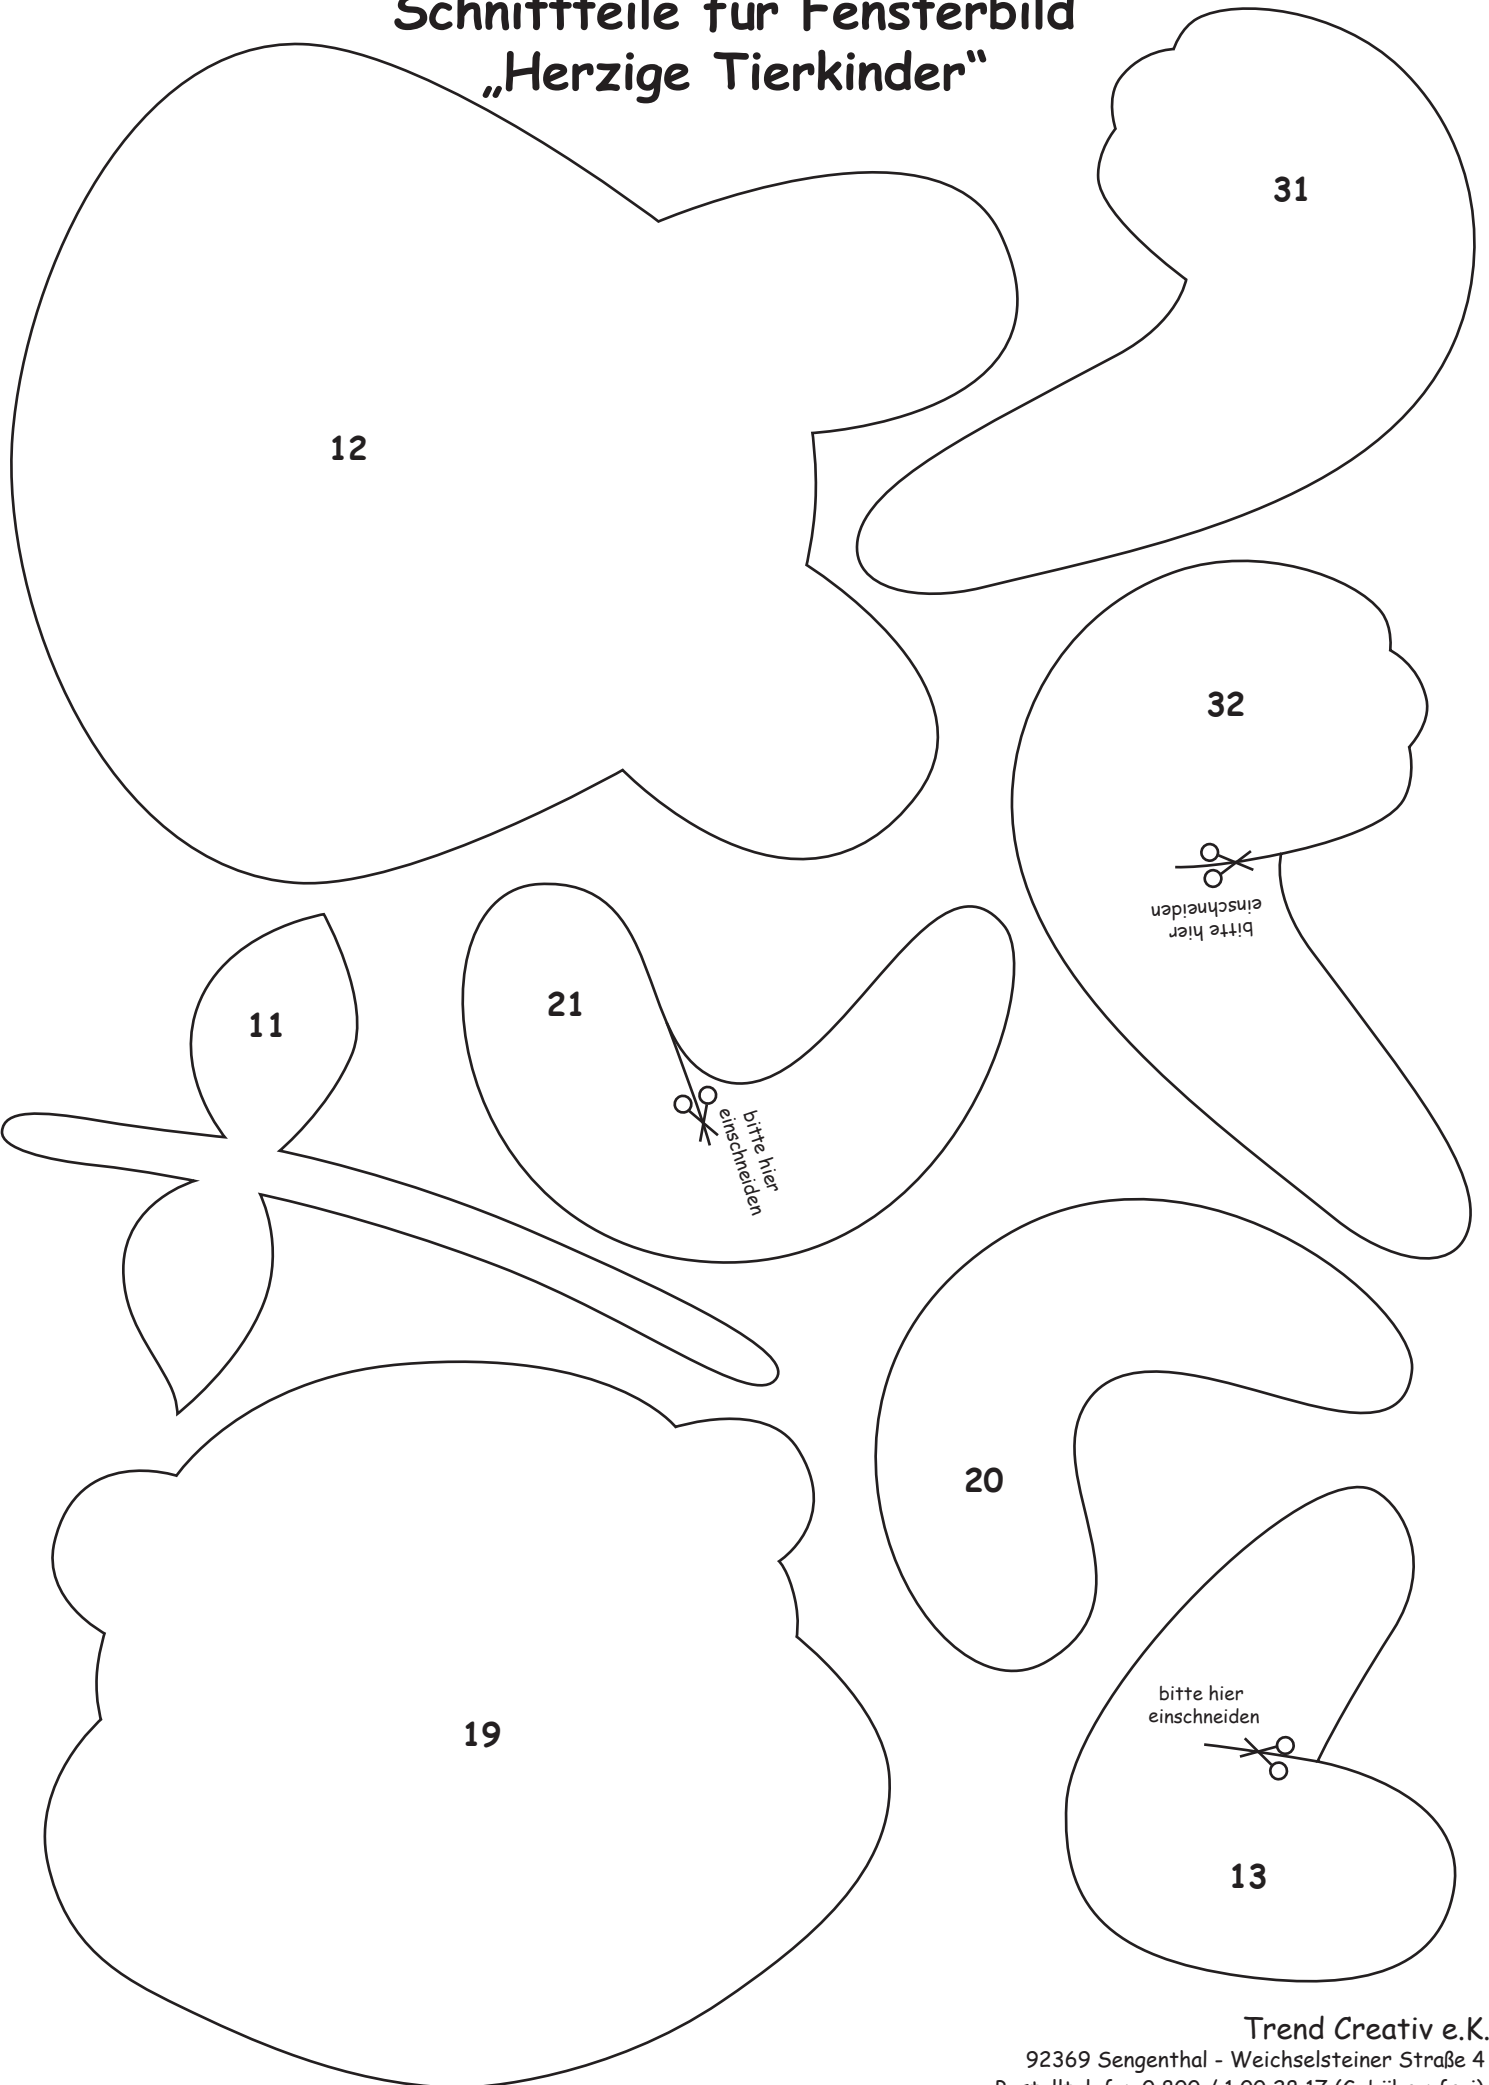 Schnittteile für Fensterbild
„Herzige Tierkinder“
31
12
32
bitte hier
einschneiden
21
11
bitte hier
einschneiden
20
19
bitte hier
einschneiden
13
Trend Creativ e.K.
92369 Sengenthal - Weichselsteiner Straße 4